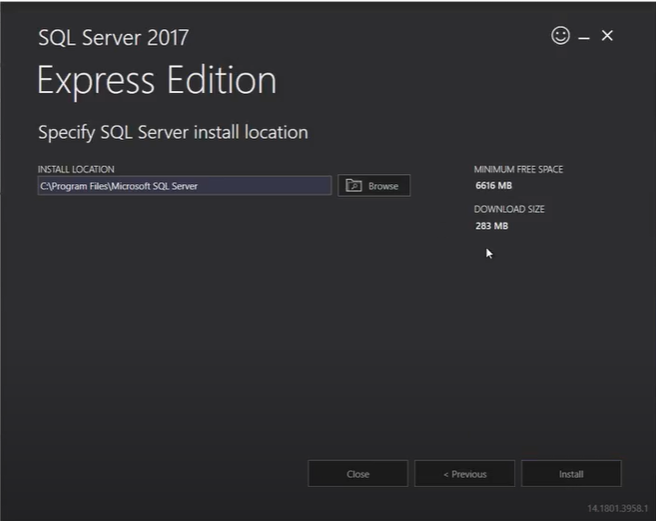 SQL Server 2017
Express Edition
Specify SQL Server install location
INSTALL LOCATION
C:\Program Files\Microsoft SQL Server
Browse
MINIMUM FREE SPACE
6616 MB
DOWNLOAD SIZE
283 MB
Close
< Previous
Install
14.1801.3958.1